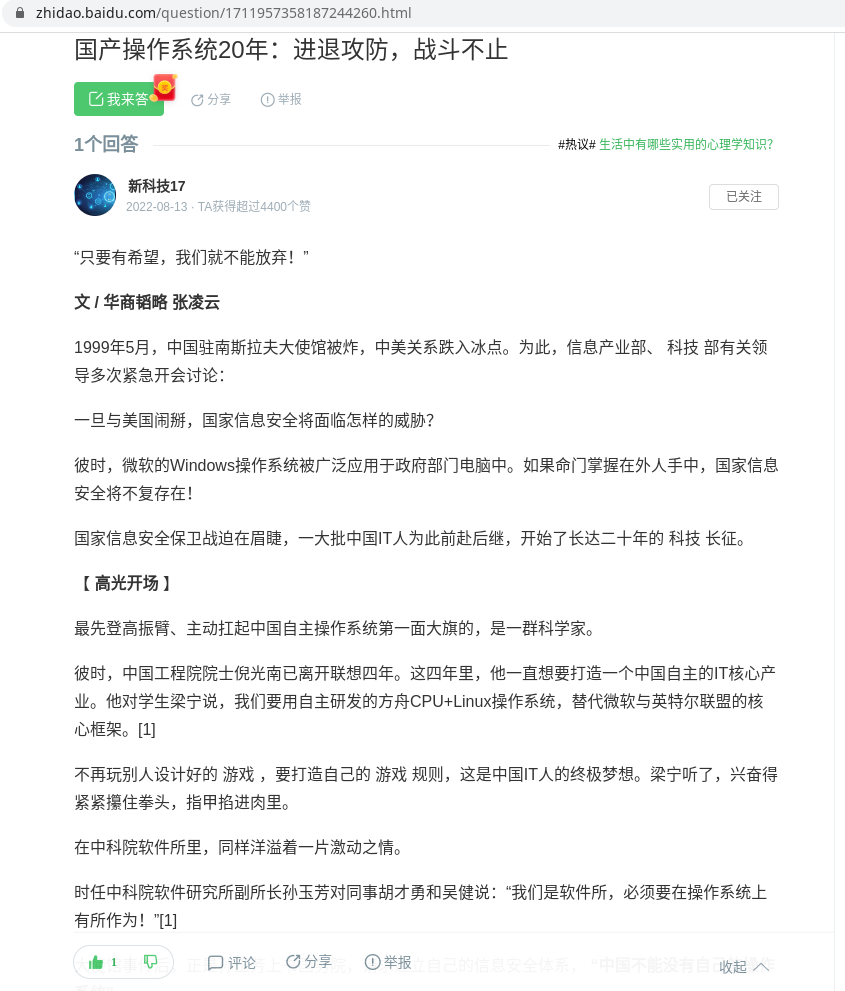 zhidao.baidu.com/question/1711957358187244260.html
国产操作系统20年：进退攻防，战斗不止
我来答
分享
举报
1个回答
#热议# 生活中有哪些实用的心理学知识？
新科技17
2022-08-13 · TA获得超过4400个赞
已关注
“只要有希望，我们就不能放弃！”
文 / 华商韬略 张凌云
1999年5月，中国驻南斯拉夫大使馆被炸，中美关系跌入冰点。为此，信息产业部、 科技 部有关领
导多次紧急开会讨论：
一旦与美国闹掰，国家信息安全将面临怎样的威胁？
彼时，微软的Windows操作系统被广泛应用于政府部门电脑中。如果命门掌握在外人手中，国家信息
安全将不复存在！
国家信息安全保卫战迫在眉睫，一大批中国IT人为此前赴后继，开始了长达二十年的 科技 长征。
【 高光开场 】
最先登高振臂、主动扛起中国自主操作系统第一面大旗的，是一群科学家。
彼时，中国工程院院士倪光南已离开联想四年。这四年里，他一直想要打造一个中国自主的IT核心产
业。他对学生梁宁说，我们要用自主研发的方舟CPU+Linux操作系统，替代微软与英特尔联盟的核
心框架。[1]
不再玩别人设计好的 游戏 ，要打造自己的 游戏 规则，这是中国IT人的终极梦想。梁宁听了，兴奋得
紧紧攥住拳头，指甲掐进肉里。
在中科院软件所里，同样洋溢着一片激动之情。
时任中科院软件研究所副所长孙玉芳对同事胡才勇和吴健说：“我们是软件所，必须要在操作系统上
有所作为！”[1]
1
评论
分享
举报
收起